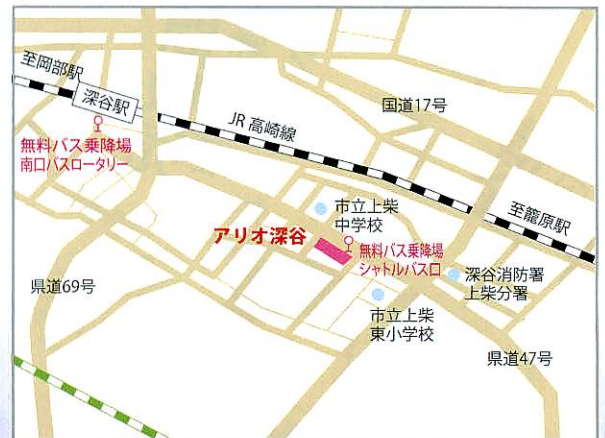 至岡部駅
深谷駅
国道17号
JR 高崎線
無料バス乗降場
南口バスロータリー
市立上柴
中学校
至籠原駅
アリオ深谷
無料バス乗降場
シャトルバス口
深谷消防署
上柴分署
県道69号
市立上柴
東小学校
県道47号